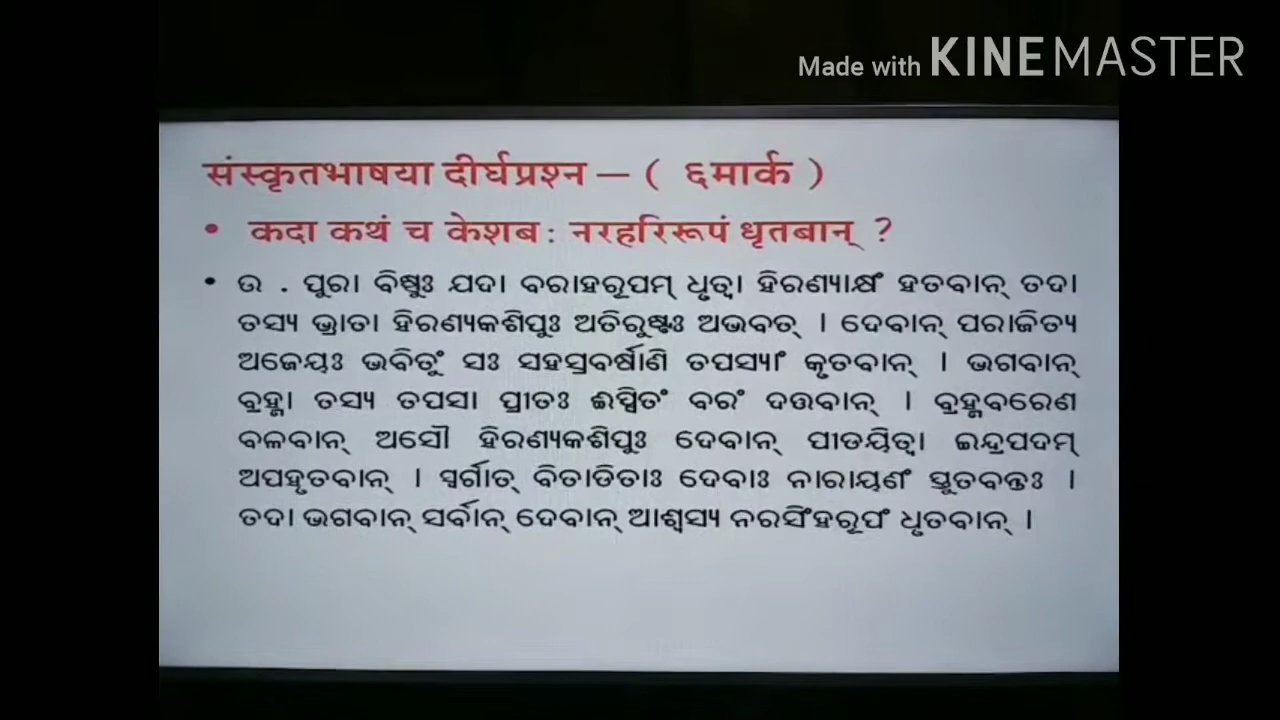 Made with KINEMASTER
संस्कृतभाषया दीर्घप्रश्न – ( ६मार्क )
• कदा कथं च केशबः नरहरिरूपं धृतबान् ?
• ଉ . ପୁରା ବିଷ୍ଣୁଃ ଯଦା ବରାହରୂପମ୍ ଧୃତ୍ଵା ହିରଣ୍ୟାକ୍ଷଂ ହତବାନ୍ ତଦା
ତସ୍ୟ ଭ୍ରାତା ହିରଣ୍ୟକଶିପୁଃ ଅତିରୁଷ୍ଟଃ ଅଭବତ୍ । ଦେବାନ୍ ପରାଜିତ୍ୟ
ଅଜେୟଃ ଭବିତୁଂ ସଃ ସହସ୍ରବର୍ଷାଣି ତପସ୍ୟାଂ କୃତବାନ୍ । ଭଗବାନ୍
ବ୍ରହ୍ମା ତସ୍ୟ ତପସା ପ୍ରୀତଃ ଈପ୍ସିତଂ ବରଂ ଦତ୍ତବାନ୍ । ବ୍ରହ୍ମବରେଣ
ବଳବାନ୍ ଅସୌ ହିରଣ୍ୟକଶିପୁଃ ଦେବାନ୍ ପୀଡୟିତ୍ଵା ଇନ୍ଦ୍ରପଦମ୍
ଅପହୃତବାନ୍ । ସ୍ଵର୍ଗାତ୍ ବିତାଡିତାଃ ଦେବାଃ ନାରାୟଣଂ ସ୍ତୁତବନ୍ତଃ ।
ତଦା ଭଗବାନ୍ ସର୍ବାନ୍ ଦେବାନ୍ ଆଶ୍ଵସ୍ୟ ନରସିଂହରୂପଂ ଧୃତବାନ୍ ।